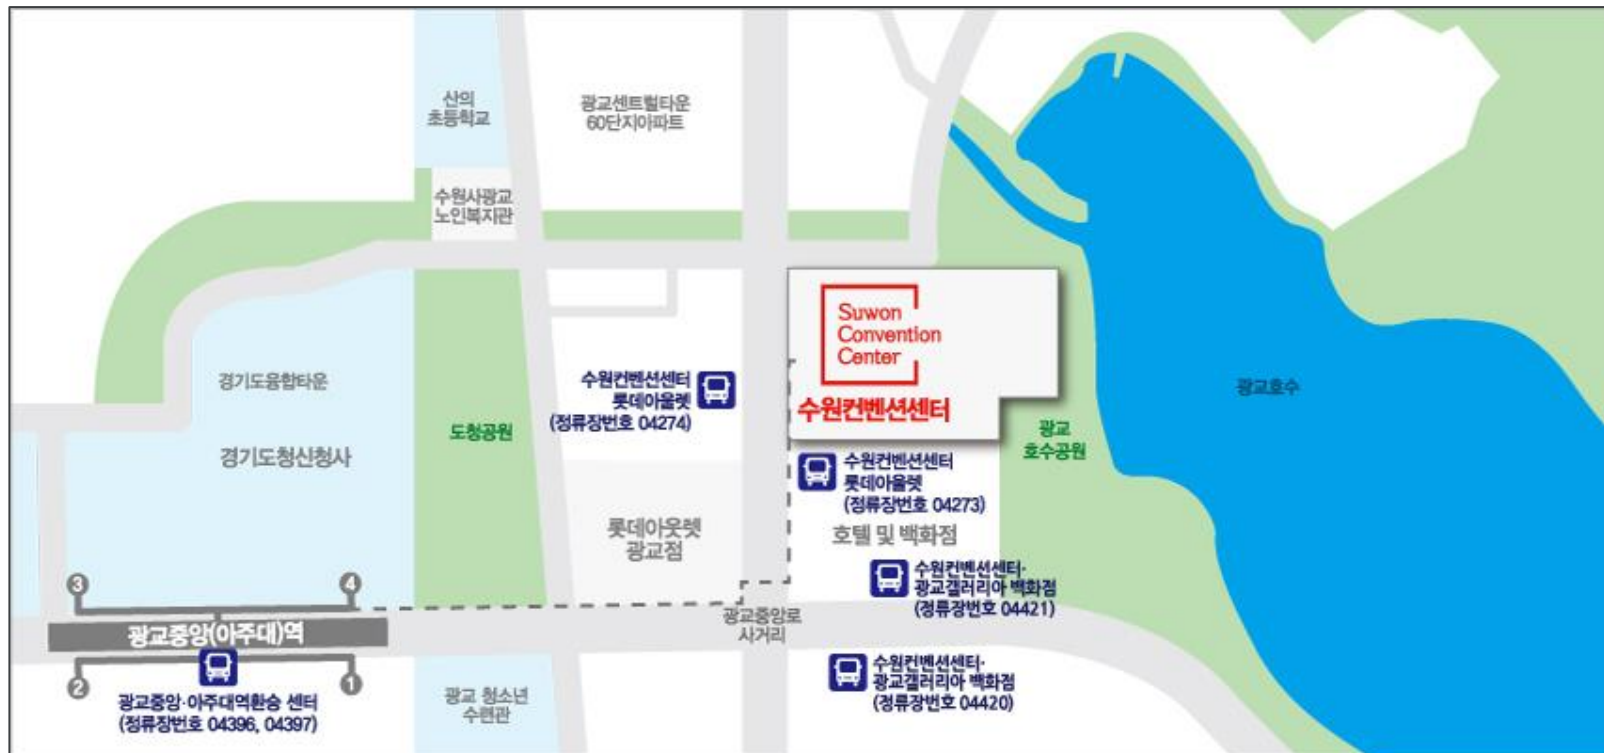 산의
초등학교
광교센트럴타운
60단지아파트
수원시광교
노인복지관
Suwon
Convention
Center
수원컨벤션센터
경기도융합타운
경기도청신청사
도청공원
수원컨벤션센터
롯데아울렛
(정류장번호 04274)
광교호수
광교
호수공원
수원컨벤션센터
롯데아울렛
(정류장번호 04273)
롯데아웃렛
광교점
호텔 및 백화점
수원컨벤션센터·
광교갤러리아 백화점
(정류장번호 04421)
3
4
광교중앙(아주대)역
광교중앙로
사거리
2
1
광교중앙·아주대역환승 센터
(정류장번호 04396, 04397)
광교 청소년
수련관
수원컨벤션센터·
광교갤러리아 백화점
(정류장번호 04420)